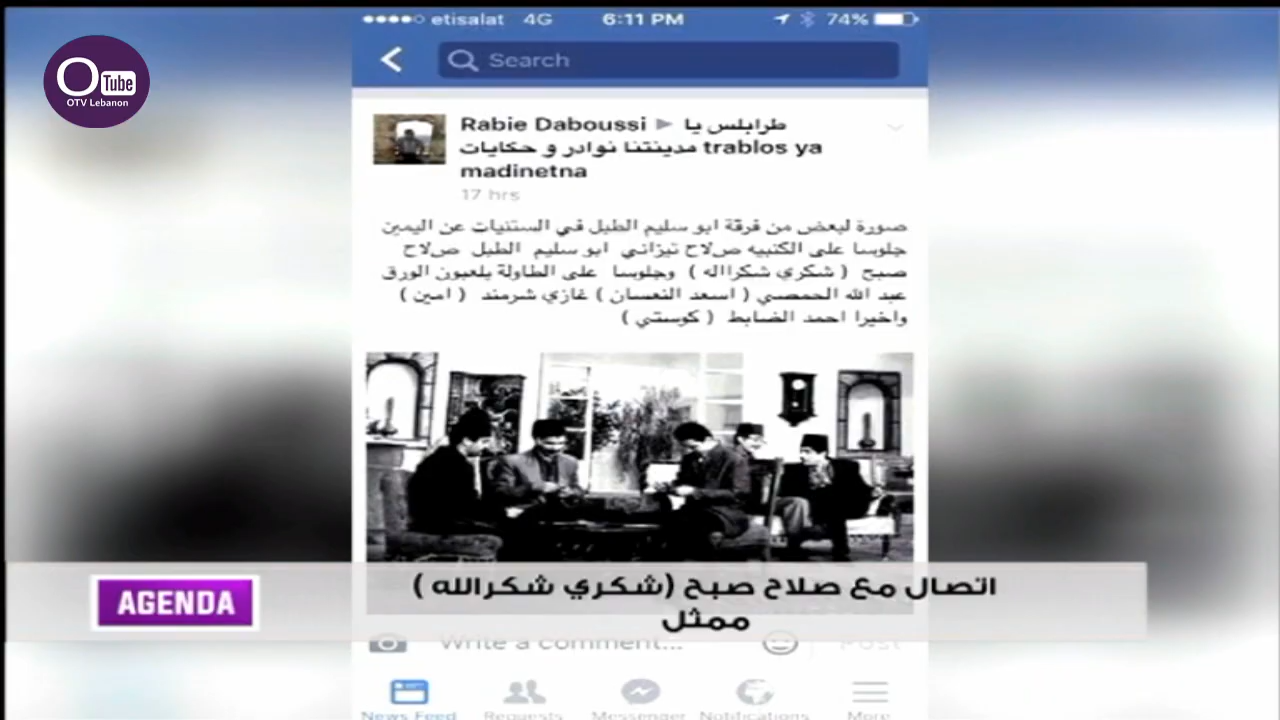 etisalat 4G 6:11 PM 74%
O Tube
OTV Lebanon
Search
Rabie Daboussi ▶ طرابلس يا
مدينتنا نوادر و حكايات trablos ya
madinetna
17 hrs
صورة لبعض من فرقة ابو سليم الطبل في الستنيات عن اليمين
جلوسا على الكنبيه صلاح تيزاني ابو سليم الطبل صلاح
صبح ( شكري شكراالله ) وجلوسا على الطاولة يلعبون الورق
عبد الله الحمصي ( اسعد النعسان ) غازي شرمند ( امين )
واخيرا احمد الضابط ( كوستي )
AGENDA
اتصال مع صلاح صبح (شكري شكرالله )
ممثل
Write a comment...
Post
News Feed Requests Messenger Notifications More